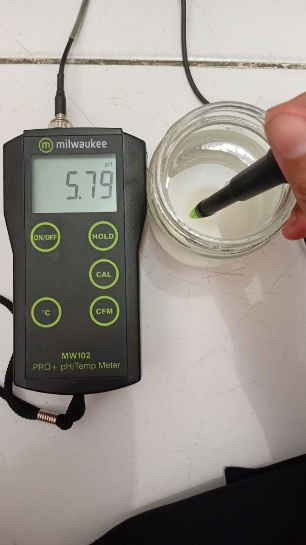 milwaukee
pH
5.79
ON/OFF
HOLD
CAL
°C
CFM
MW102
PRO+ pH/Temp Meter